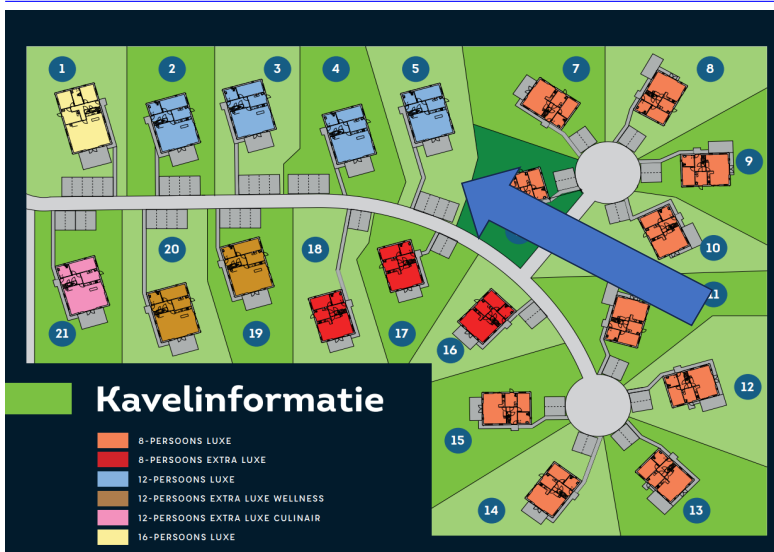 1 2 3 4 5 7 8
9
10
20 18
21 19 17 16
12
15
14 13
Kavelinformatie
8-PERSOONS LUXE
8-PERSOONS EXTRA LUXE
12-PERSOONS LUXE
12-PERSOONS EXTRA LUXE WELLNESS
12-PERSOONS EXTRA LUXE CULINAIR
16-PERSOONS LUXE